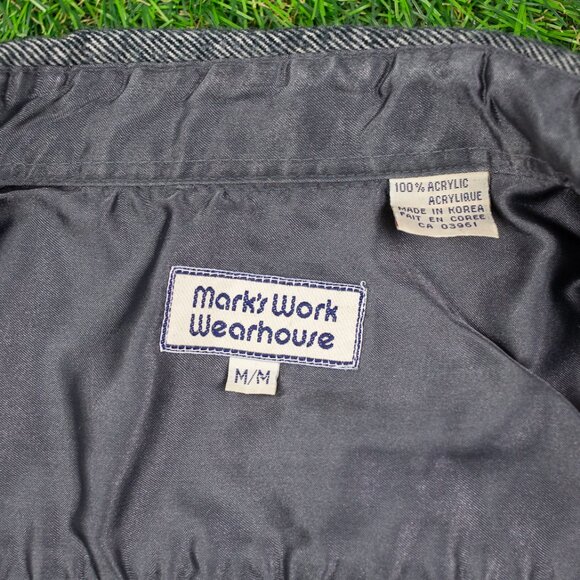 100% ACRYLIC
ACRYLIQUE
MADE IN KOREA
FAIT EN COREE
CA 03961
Mark's Work
Wearhouse
M/M